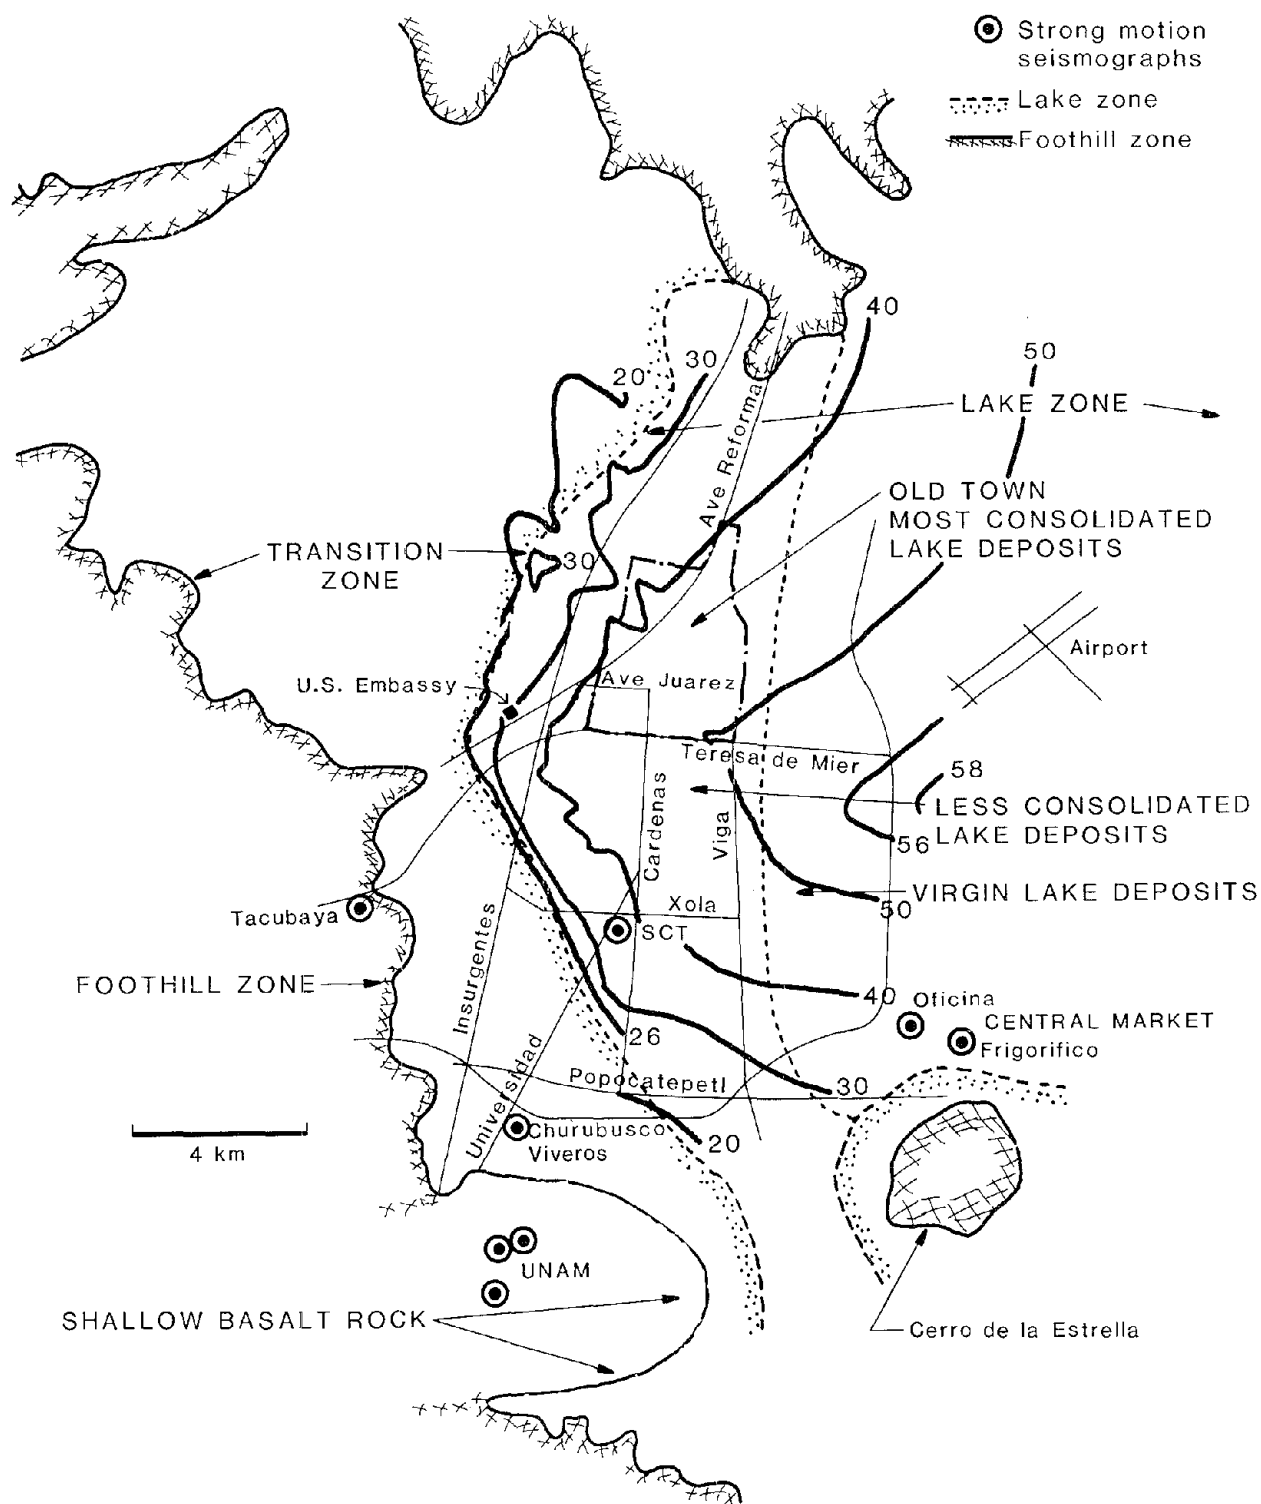 Strong motion
seismographs
Lake zone
Foothill zone
40
50
30
20
LAKE ZONE
Ave Reforma
OLD TOWN
MOST CONSOLIDATED
LAKE DEPOSITS
TRANSITION
ZONE
30
Airport
U.S. Embassy
Ave Juarez
Teresa de Mier
58
LESS CONSOLIDATED
LAKE DEPOSITS
56
Cardenas
Viga
VIRGIN LAKE DEPOSITS
50
Tacubaya
Xola
SCT
FOOTHILL ZONE
Insurgentes
40
Oficina
CENTRAL MARKET
Frigorifico
26
Universidad
Popocatepetl
30
4 km
Churubusco
Viveros
20
UNAM
SHALLOW BASALT ROCK
Cerro de la Estrella